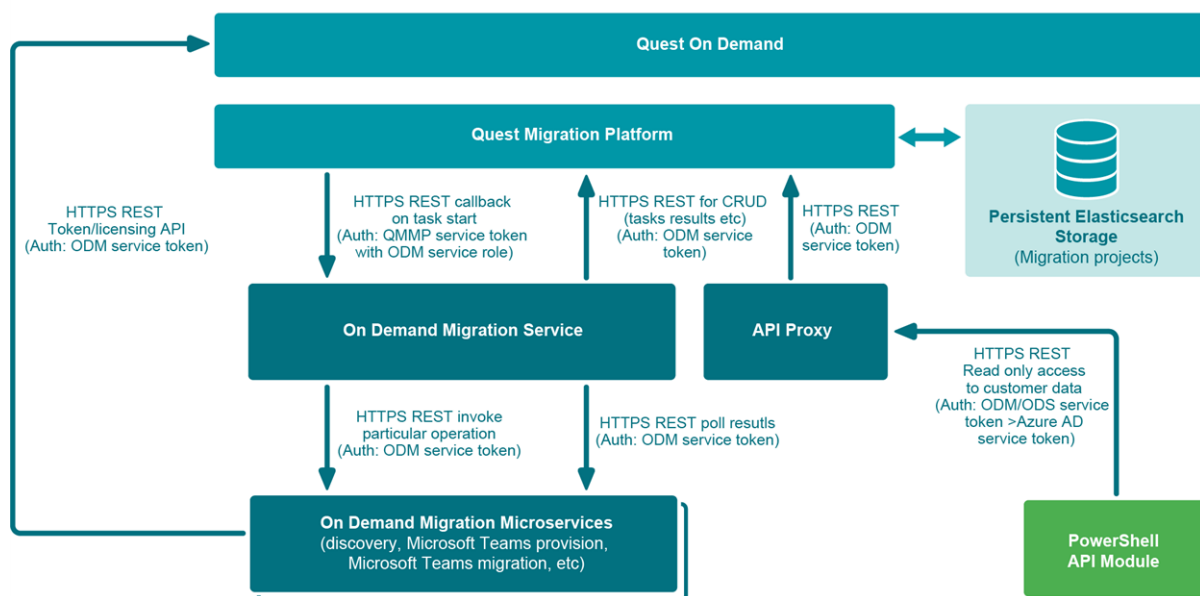 Quest On Demand
Quest Migration Platform
Persistent Elasticsearch
Storage
(Migration projects)
HTTPS REST
Token/licensing API
(Auth: ODM service token)
HTTPS REST callback
on task start
(Auth: QMMP service token
with ODM service role)
HTTPS REST for CRUD
(tasks results etc)
(Auth: ODM service
token)
HTTPS REST
(Auth: ODM
service token)
On Demand Migration Service
API Proxy
HTTPS REST
Read only access
to customer data
(Auth: ODM/ODS service
token >Azure AD
service token)
HTTPS REST invoke
particular operation
(Auth: ODM service token)
HTTPS REST poll resutls
(Auth: ODM service token)
On Demand Migration Microservices
(discovery, Microsoft Teams provision,
Microsoft Teams migration, etc)
PowerShell
API Module